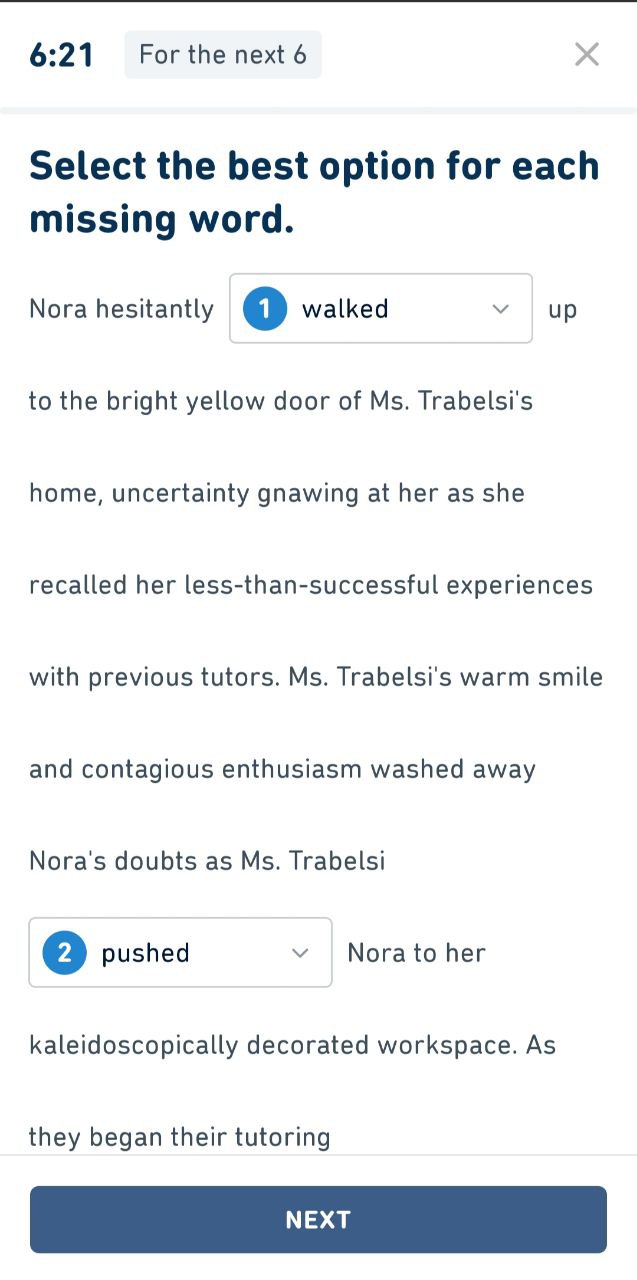 6:21 For the next 6
Select the best option for each
missing word.
Nora hesitantly 1 walked up
to the bright yellow door of Ms. Trabelsi's
home, uncertainty gnawing at her as she
recalled her less-than-successful experiences
with previous tutors. Ms. Trabelsi's warm smile
and contagious enthusiasm washed away
Nora's doubts as Ms. Trabelsi
2 pushed Nora to her
kaleidoscopically decorated workspace. As
they began their tutoring
NEXT